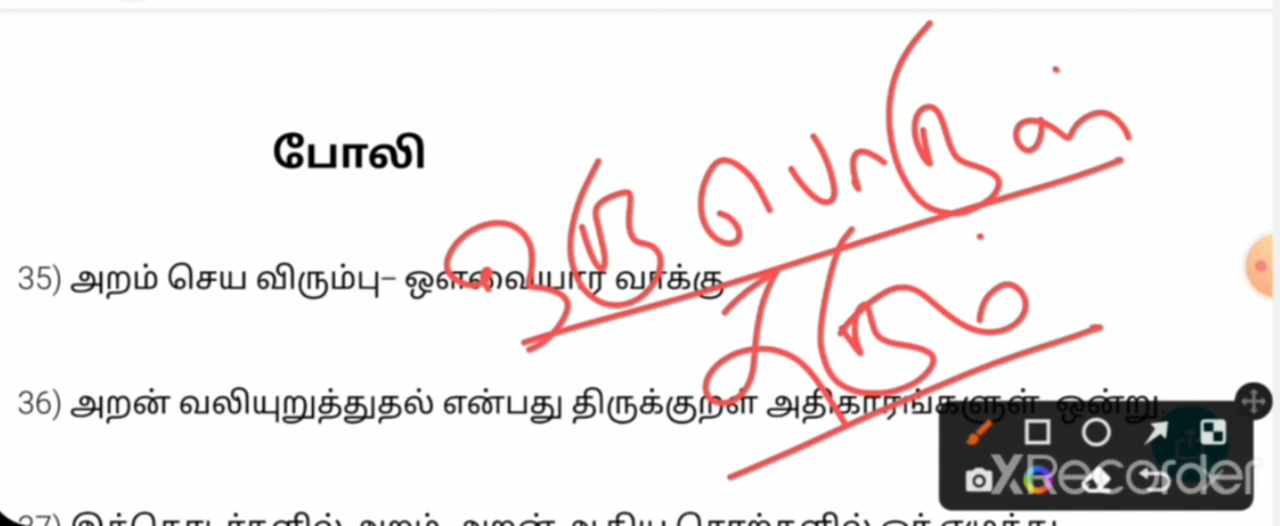 போலி
ஒரு பொருள்
தரும்
35) அறம் செய விரும்பு– ஔவையார் வாக்கு
36) அறன் வலியுறுத்துதல் என்பது திருக்குறள் அதிகாரங்களுள் ஒன்று
XRecorder